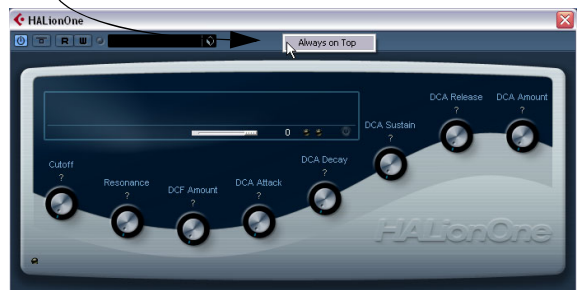 HALionOne
R W
Always on Top
0
DCA Release
?
DCA Amount
?
DCA Sustain
?
DCA Decay
?
Cutoff
?
Resonance
?
DCF Amount
?
DCA Attack
?
HALionOne